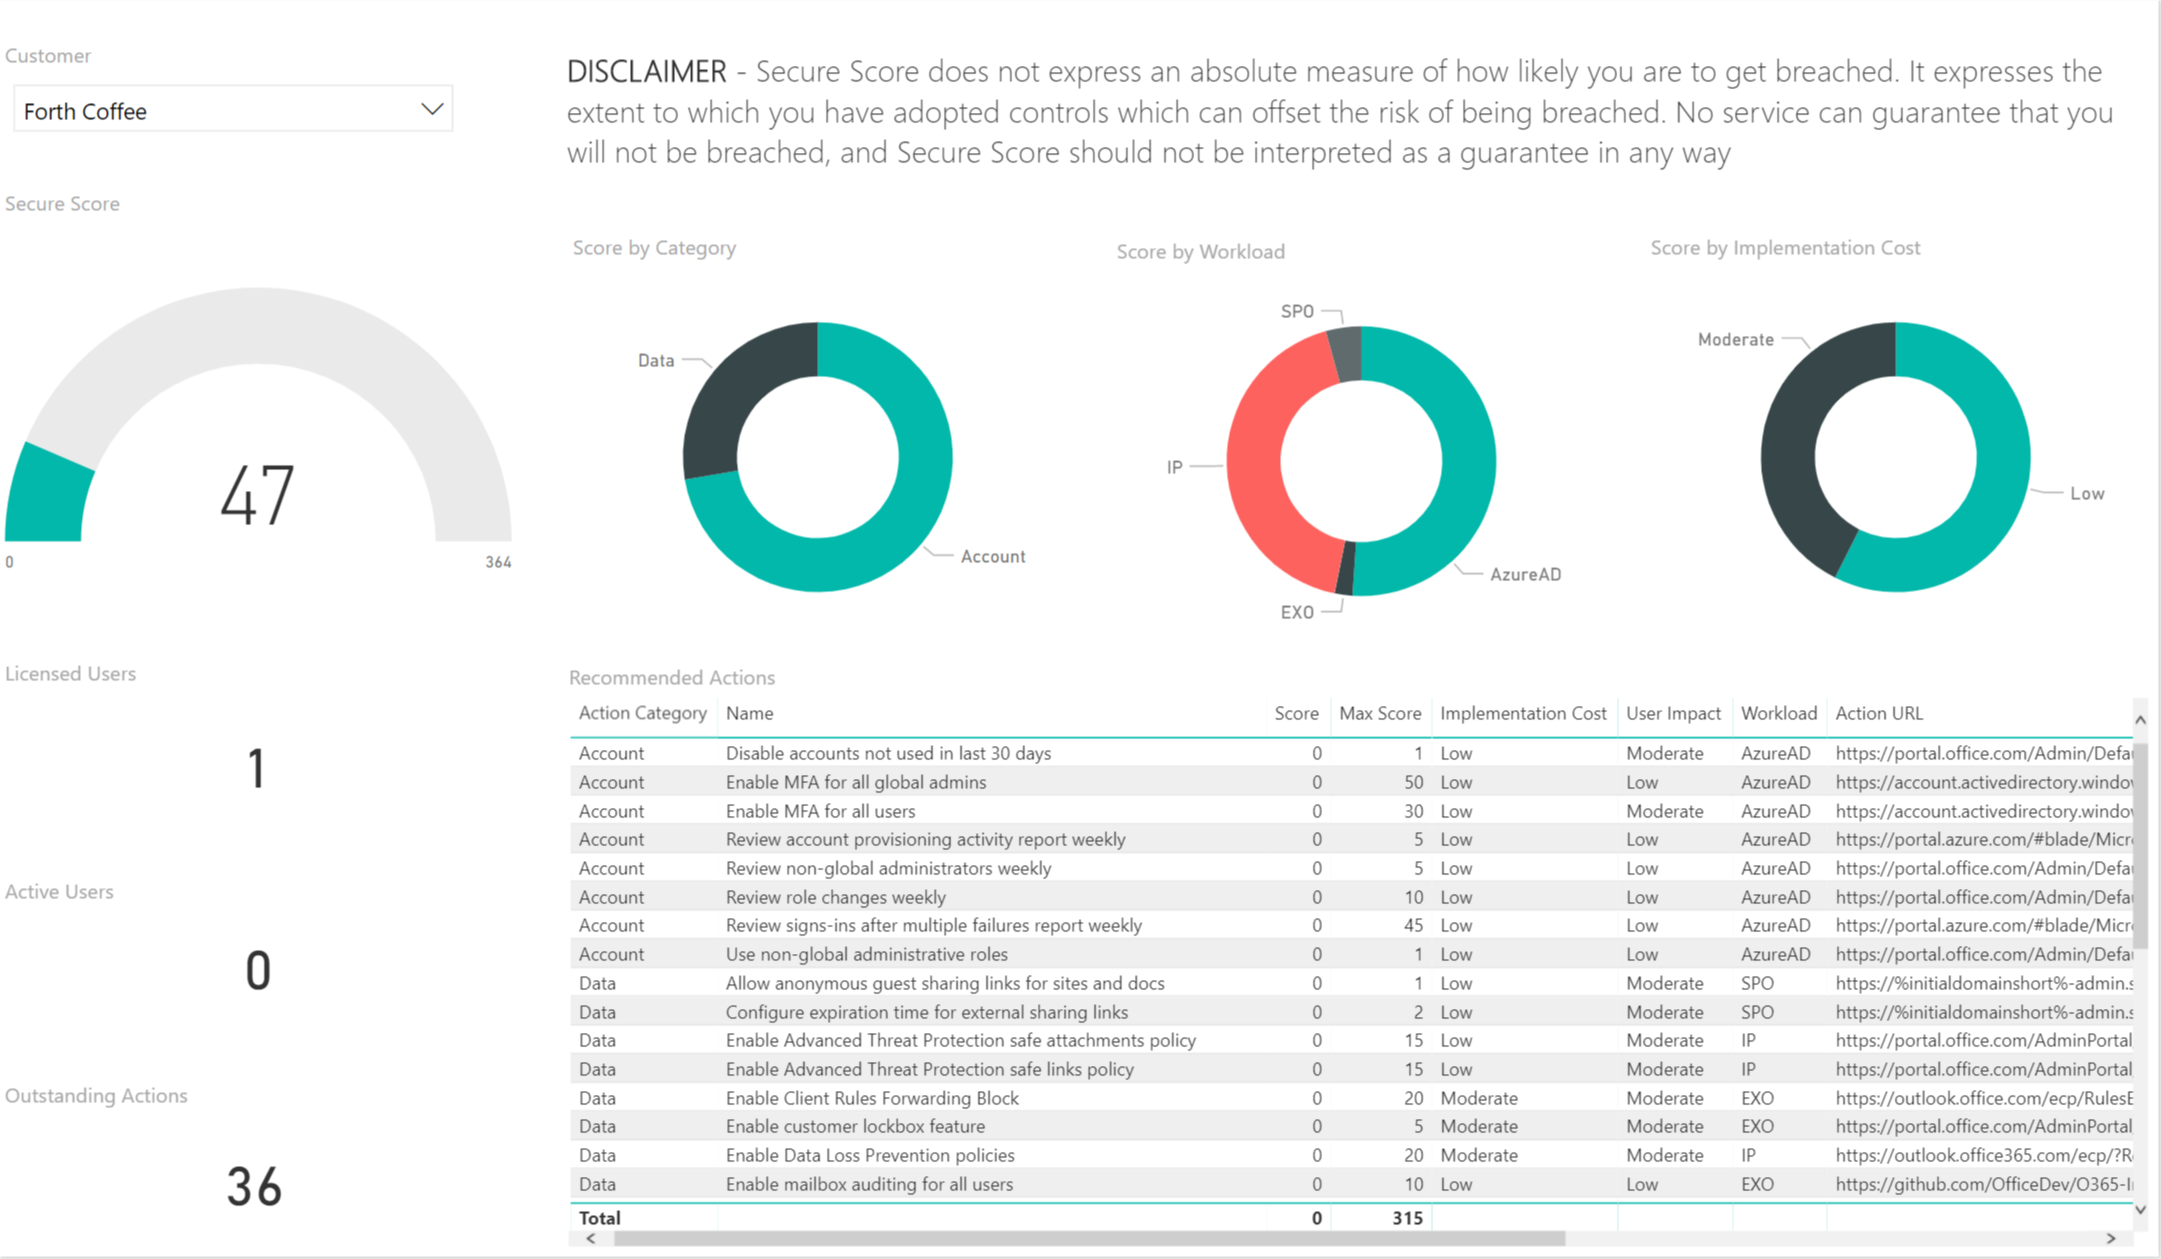 Customer
Forth Coffee
DISCLAIMER - Secure Score does not express an absolute measure of how likely you are to get breached. It expresses the
extent to which you have adopted controls which can offset the risk of being breached. No service can guarantee that you
will not be breached, and Secure Score should not be interpreted as a guarantee in any way
Secure Score
47
0
364
Score by Category
Data
Account
Score by Workload
SPO
IP
EXO
AzureAD
Score by Implementation Cost
Moderate
Low
Licensed Users
1
Active Users
0
Outstanding Actions
36
Recommended Actions
Action Category Name Score Max Score Implementation Cost User Impact Workload Action URL
Account Disable accounts not used in last 30 days 0 1 Low Moderate AzureAD https://portal.office.com/Admin/Defau
Account Enable MFA for all global admins 0 50 Low Low AzureAD https://account.activedirectory.window
Account Enable MFA for all users 0 30 Low Moderate AzureAD https://account.activedirectory.window
Account Review account provisioning activity report weekly 0 5 Low Low AzureAD https://portal.azure.com/#blade/Micr
Account Review non-global administrators weekly 0 5 Low Low AzureAD https://portal.office.com/Admin/Defau
Account Review role changes weekly 0 10 Low Low AzureAD https://portal.office.com/Admin/Defau
Account Review signs-ins after multiple failures report weekly 0 45 Low Low AzureAD https://portal.azure.com/#blade/Micr
Account Use non-global administrative roles 0 1 Low Low AzureAD https://portal.office.com/Admin/Defau
Data Allow anonymous guest sharing links for sites and docs 0 1 Low Moderate SPO https://%initialdomainshort%-admin.s
Data Configure expiration time for external sharing links 0 2 Low Moderate SPO https://%initialdomainshort%-admin.s
Data Enable Advanced Threat Protection safe attachments policy 0 15 Low Moderate IP https://portal.office.com/AdminPortal
Data Enable Advanced Threat Protection safe links policy 0 15 Low Moderate IP https://portal.office.com/AdminPortal
Data Enable Client Rules Forwarding Block 0 20 Moderate Moderate EXO https://outlook.office.com/ecp/RulesE
Data Enable customer lockbox feature 0 5 Moderate Moderate EXO https://portal.office.com/AdminPortal
Data Enable Data Loss Prevention policies 0 20 Moderate Moderate IP https://outlook.office365.com/ecp/?R
Data Enable mailbox auditing for all users 0 10 Low Low EXO https://github.com/OfficeDev/O365-I
Total 0 315